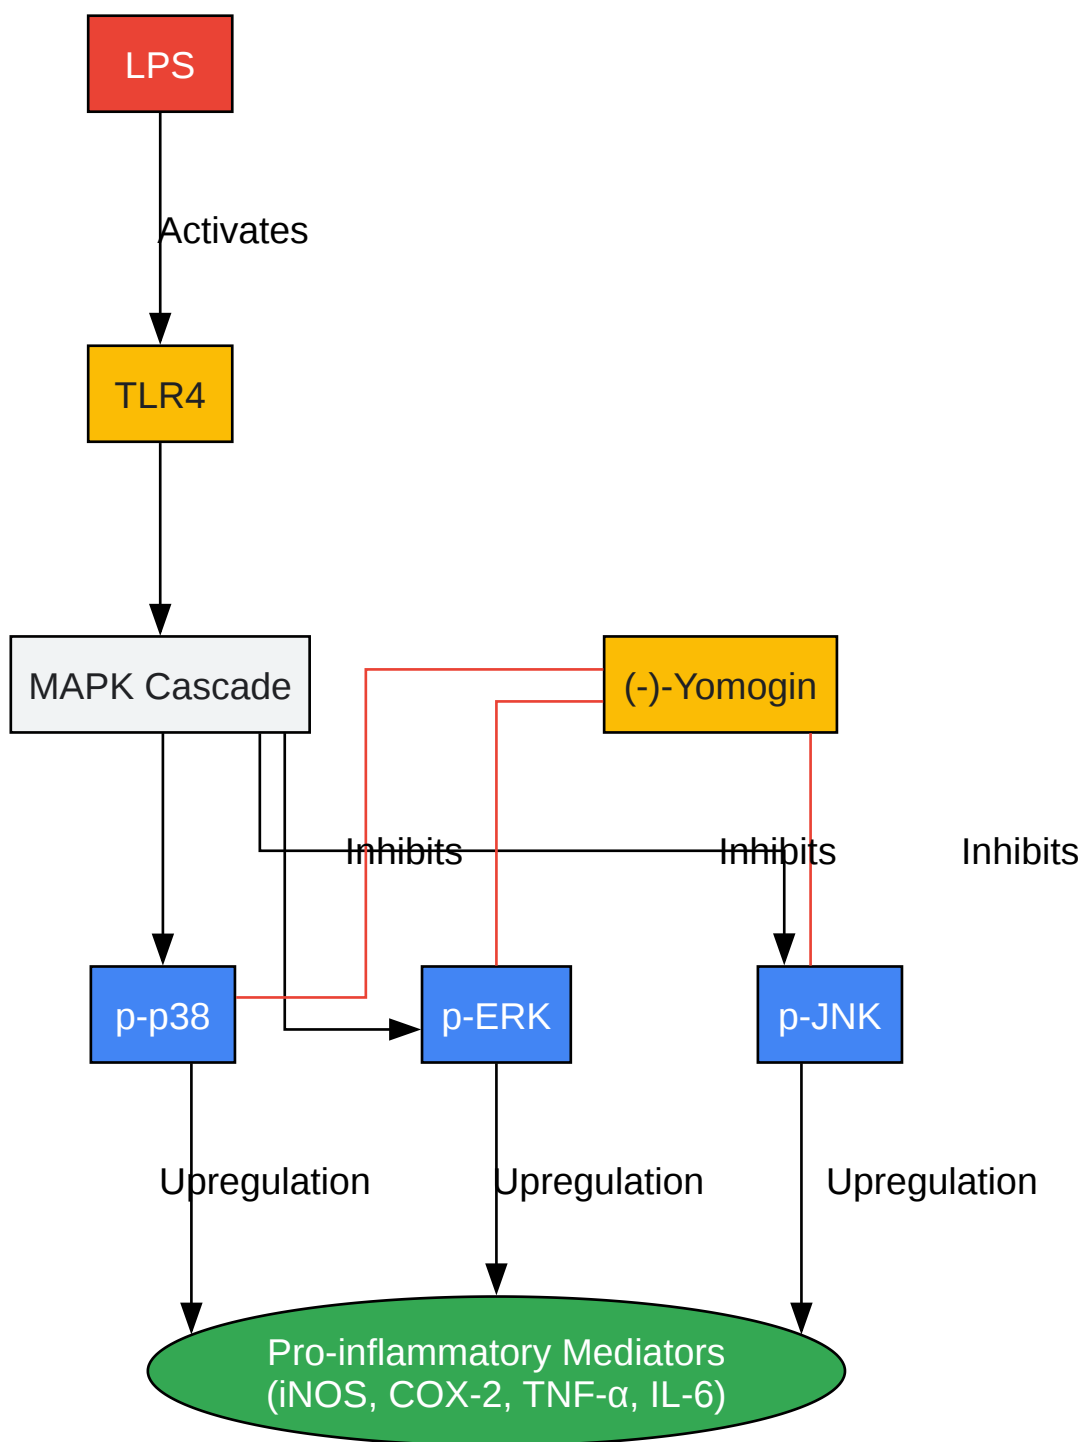 LPS
Activates
TLR4
MAPK Cascade
(-)-Yomogin
Inhibits
Inhibits
Inhibits
p-p38
p-ERK
p-JNK
Upregulation
Upregulation
Upregulation
Pro-inflammatory Mediators
(iNOS, COX-2, TNF-α, IL-6)